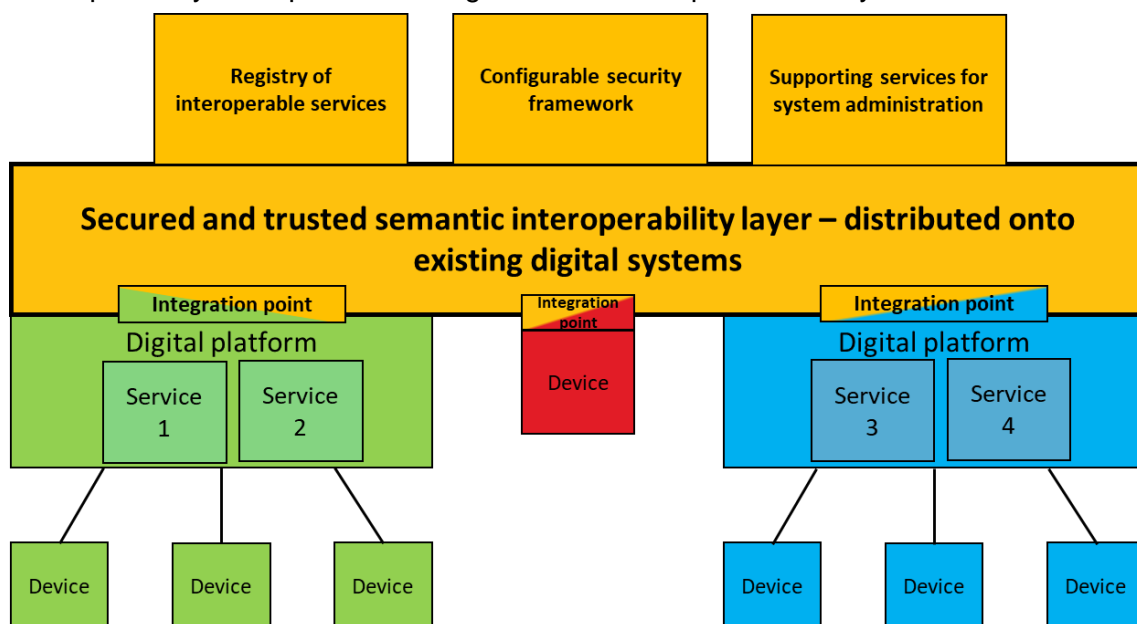 Registry of
interoperable services
Configurable security
framework
Supporting services for
system administration
Secured and trusted semantic interoperability layer – distributed onto
existing digital systems
Integration point
Integration
point
Integration point
Digital platform
Digital platform
Service
1
Service
2
Device
Service
3
Service
4
Device
Device
Device
Device
Device
Device